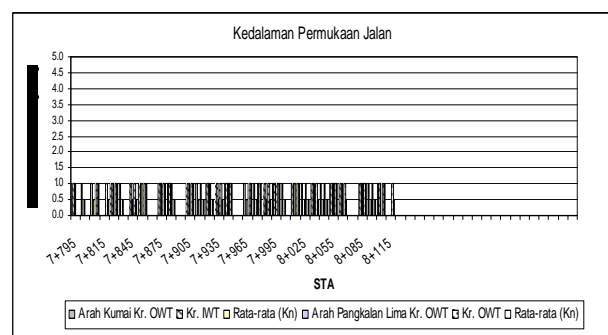 Kedalaman Permukaan Jalan
5.0
4.5
4.0
3.5
3.0
2.5
2.0
1.5
1.0
0.5
0.0
7+795 7+815 7+845 7+875 7+905 7+935 7+965 7+995 8+025 8+055 8+085 8+115
STA
Arah Kumai Kr. OWT Kr. IWT Rata-rata (Kn) Arah Pangkalan Lima Kr. OWT Kr. OWT Rata-rata (Kn)